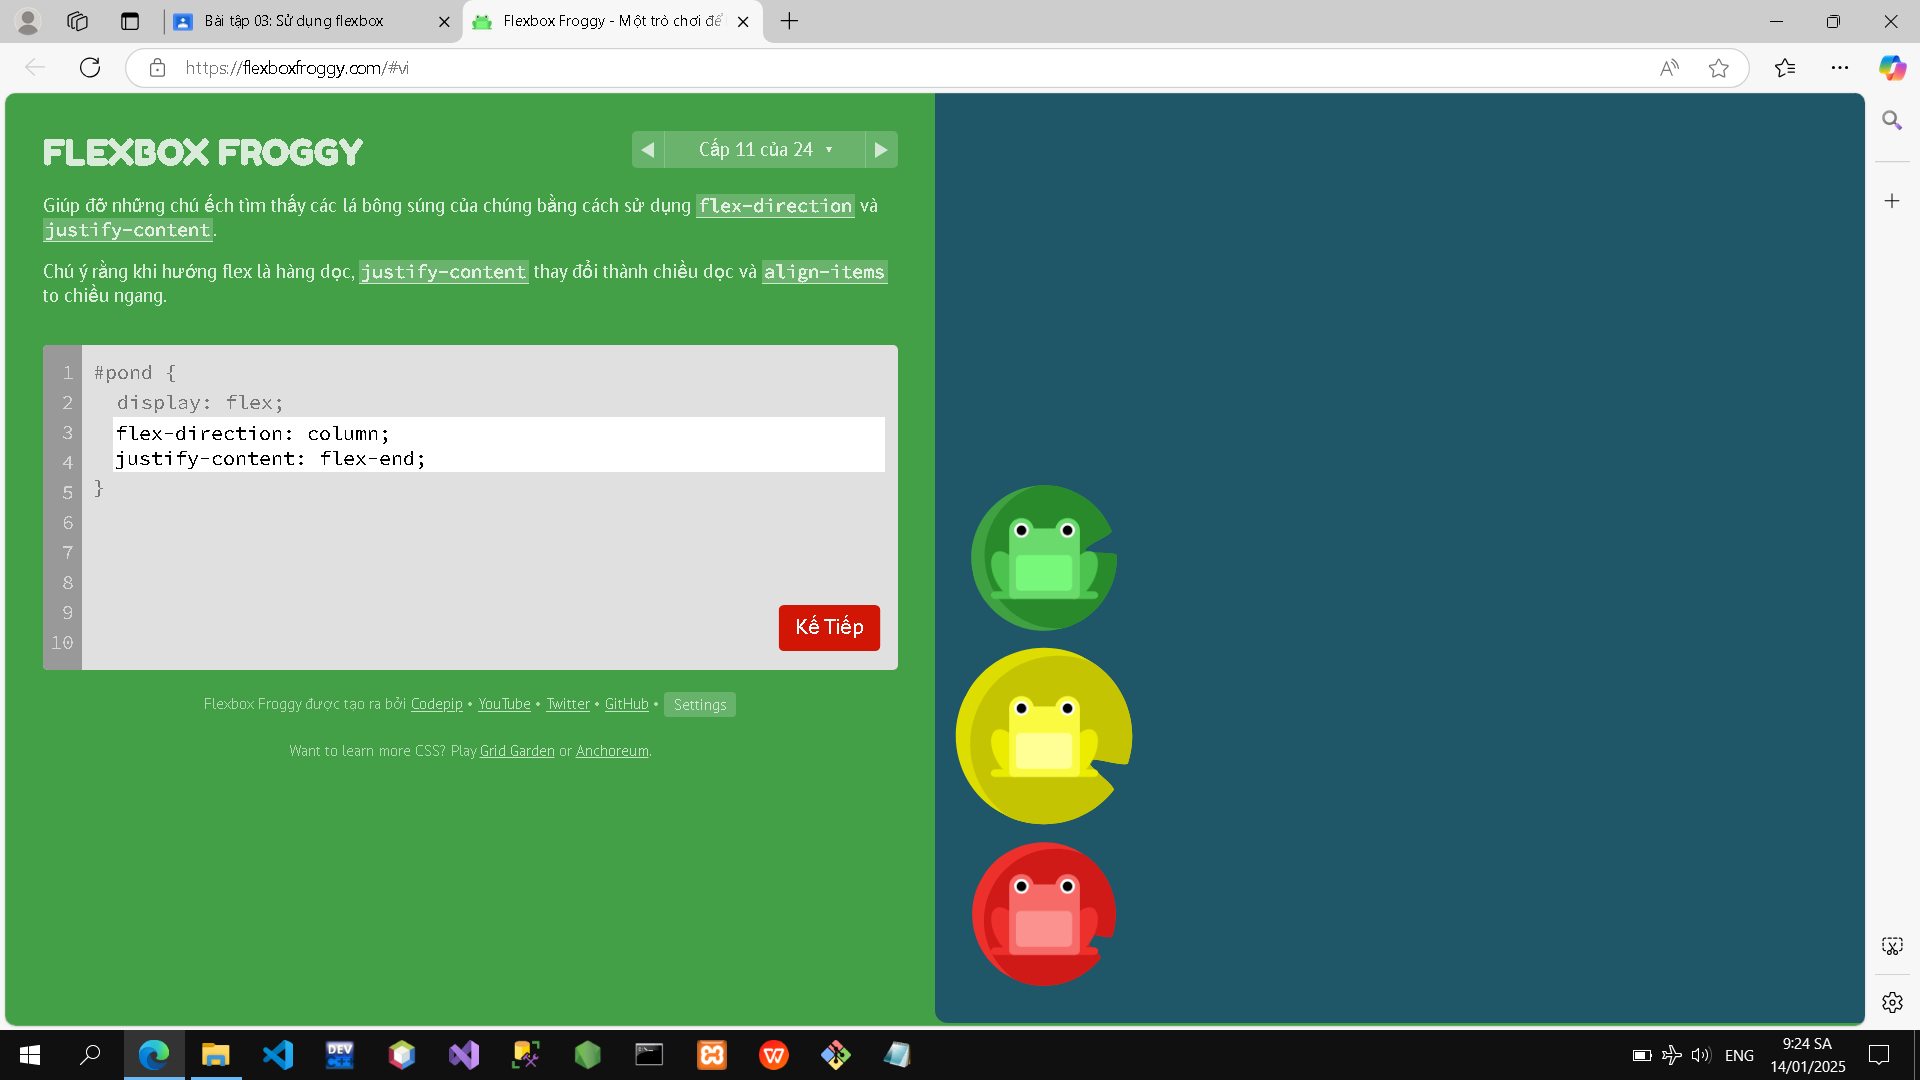 Bài tập 03: Sử dụng flexbox
Flexbox Froggy - Một trò chơi để
https://flexboxfroggy.com/#vi
FLEXBOX FROGGY
Cấp 11 của 24
Giúp đỡ những chú ếch tìm thấy các lá bông súng của chúng bằng cách sử dụng flex-direction và
justify-content.
Chú ý rằng khi hướng flex là hàng dọc, justify-content thay đổi thành chiều dọc và align-items
to chiều ngang.
1 #pond {
2 display: flex;
3 flex-direction: column;
4 justify-content: flex-end;
5 }
6
7
8
9
10
Kế Tiếp
Flexbox Froggy được tạo ra bởi Codepip • YouTube • Twitter • GitHub • Settings
Want to learn more CSS? Play Grid Garden or Anchoreum.
DEV
C++
W
ENG
9:24 SA
14/01/2025